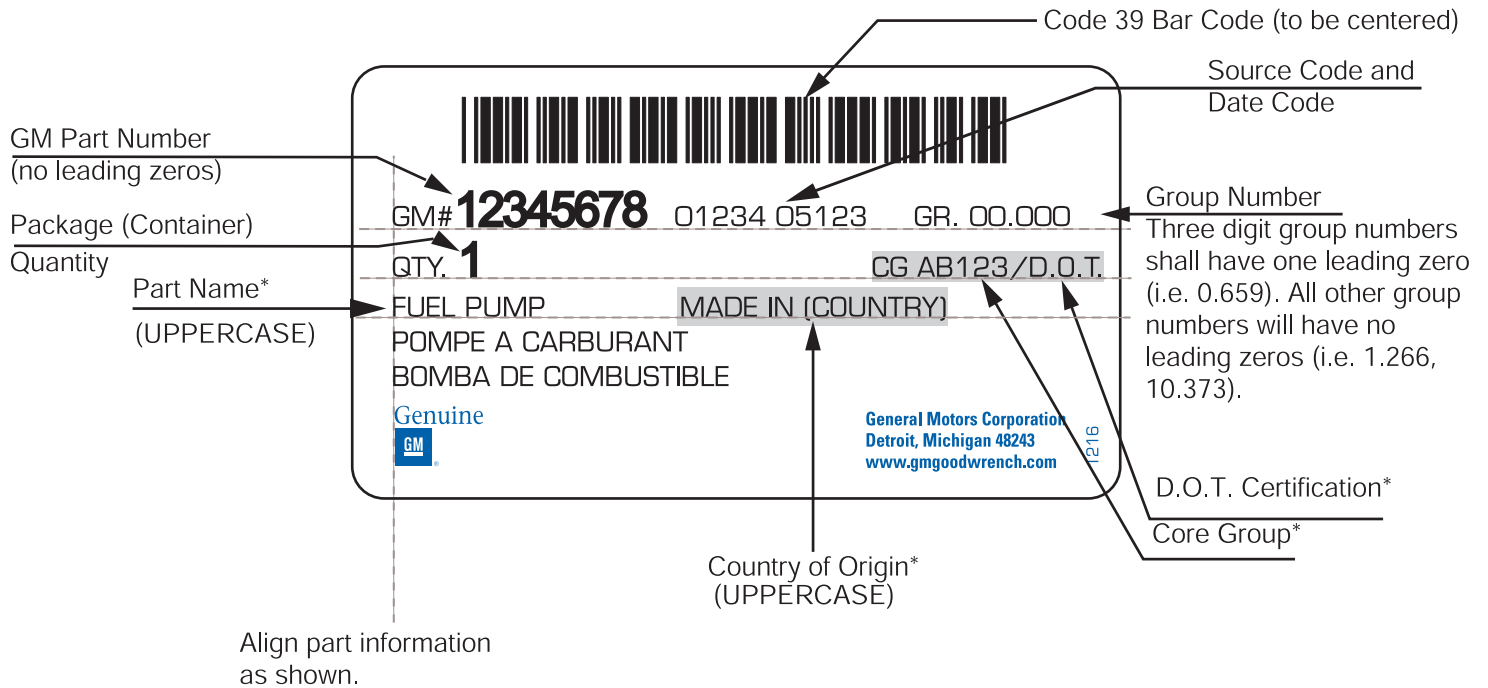 Code 39 Bar Code (to be centered)
Source Code and
Date Code
GM Part Number
(no leading zeros)
GM# 12345678 01234 05123 GR. 00.000
Group Number
Three digit group numbers
shall have one leading zero
(i.e. 0.659). All other group
numbers will have no
leading zeros (i.e. 1.266,
10.373).
Package (Container)
Quantity
QTY. 1 CG AB123/D.O.T.
Part Name*
(UPPERCASE)
FUEL PUMP MADE IN (COUNTRY)
POMPE A CARBURANT
BOMBA DE COMBUSTIBLE
Genuine
GM
®
General Motors Corporation
Detroit, Michigan 48243
www.gmgoodwrench.com
1216
D.O.T. Certification*
Core Group*
Country of Origin*
(UPPERCASE)
Align part information
as shown.